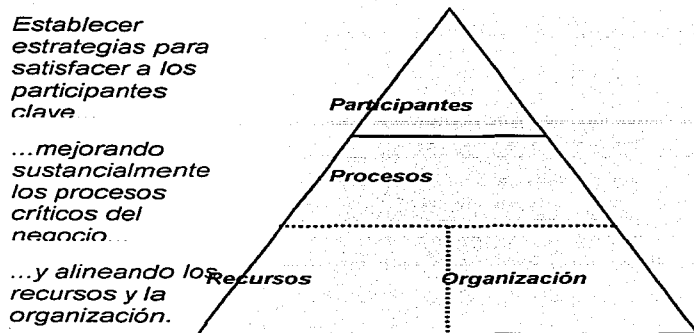 Establecer
estrategias para
satisfacer a los
participantes
clave...
Participantes
...mejorando
sustancialmente
los procesos
críticos del
negocio...
Procesos
...y alineando los
recursos y la
organización.
Recursos
Organización